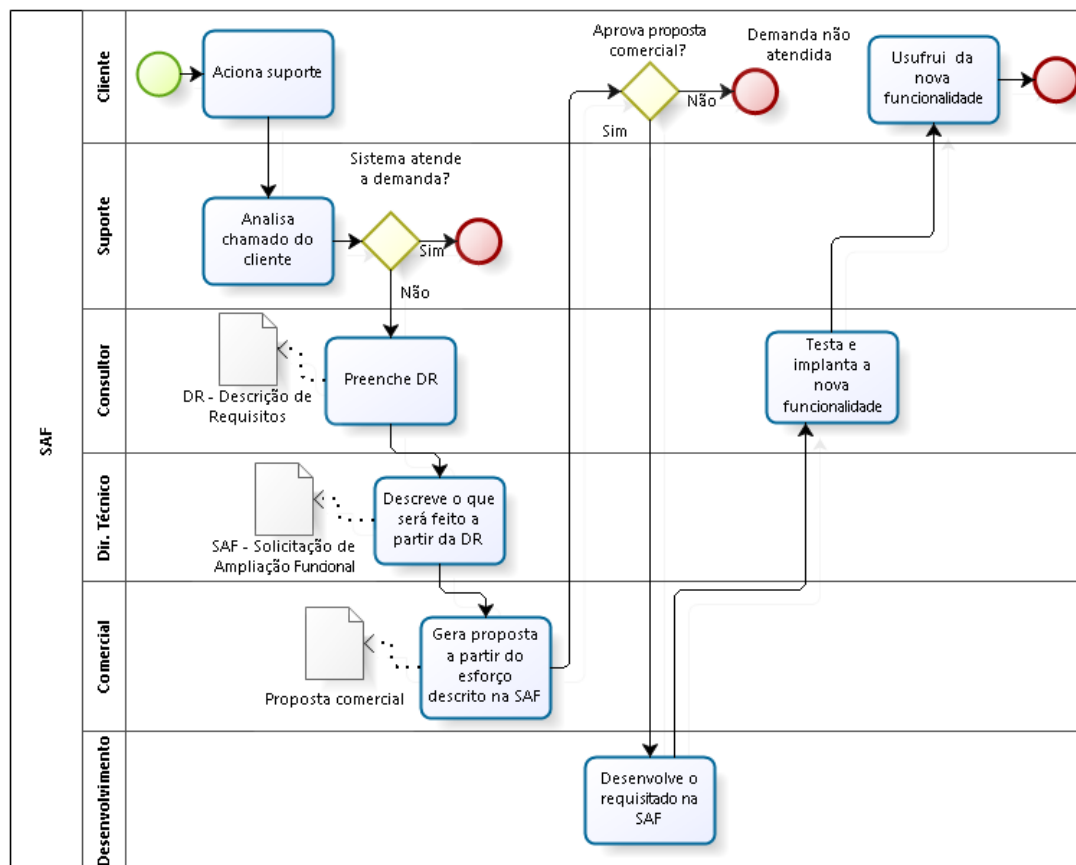 SAF
Cliente
Aciona suporte
Aprova proposta
comercial?
Não
Sim
Demanda não
atendida
Usufrui da
nova
funcionalidade
Suporte
Analisa
chamado do
cliente
Sistema atende
a demanda?
Sim
Não
Consultor
DR - Descrição de
Requisitos
Preenche DR
Testa e
implanta a
nova
funcionalidade
Dir. Técnico
SAF - Solicitação de
Ampliação Funcional
Descreve o que
será feito a
partir da DR
Comercial
Proposta comercial
Gera proposta
a partir do
esforço
descrito na SAF
Desenvolvimento
Desenvolve o
requisitado na
SAF